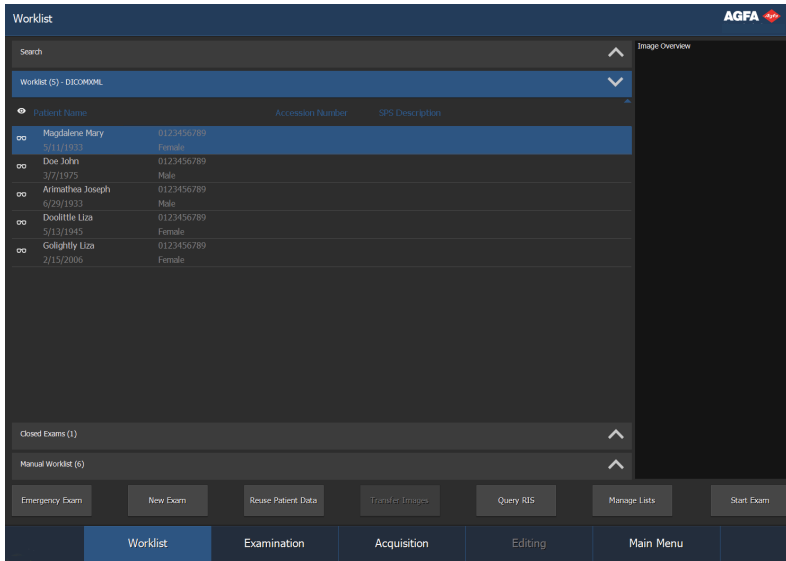 Worklist
AGFA
Search
Image Overview
Worklist (5) - DICOMXML
Patient Name Accession Number SPS Description
Magdalene Mary 0123456789
5/11/1933 Female
Doe John 0123456789
3/7/1975 Male
Arimathea Joseph 0123456789
6/29/1933 Male
Doolittle Liza 0123456789
5/13/1945 Female
Golightly Liza 0123456789
2/15/2006 Female
Closed Exams (1)
Manual Worklist (6)
Emergency Exam New Exam Reuse Patient Data Transfer Images Query RIS Manage Lists Start Exam
Worklist Examination Acquisition Editing Main Menu